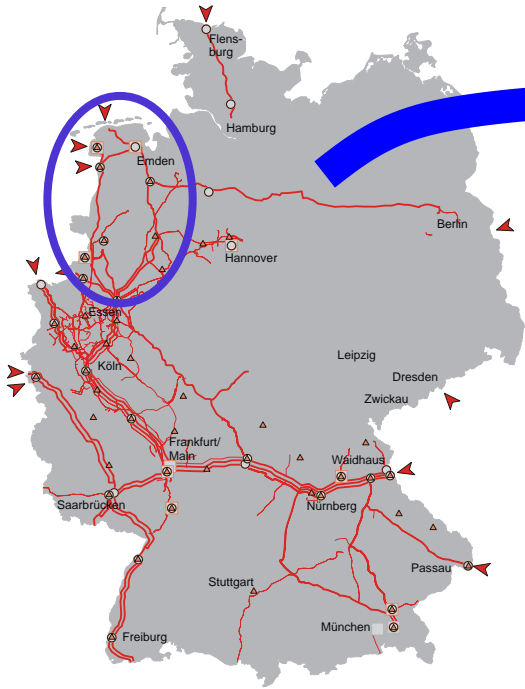 Flens-
burg
Hamburg
Emden
Berlin
Hannover
Essen
Leipzig
Köln
Dresden
Zwickau
Frankfurt/
Main
Waidhaus
Saarbrücken
Nürnberg
Passau
Stuttgart
München
Freiburg